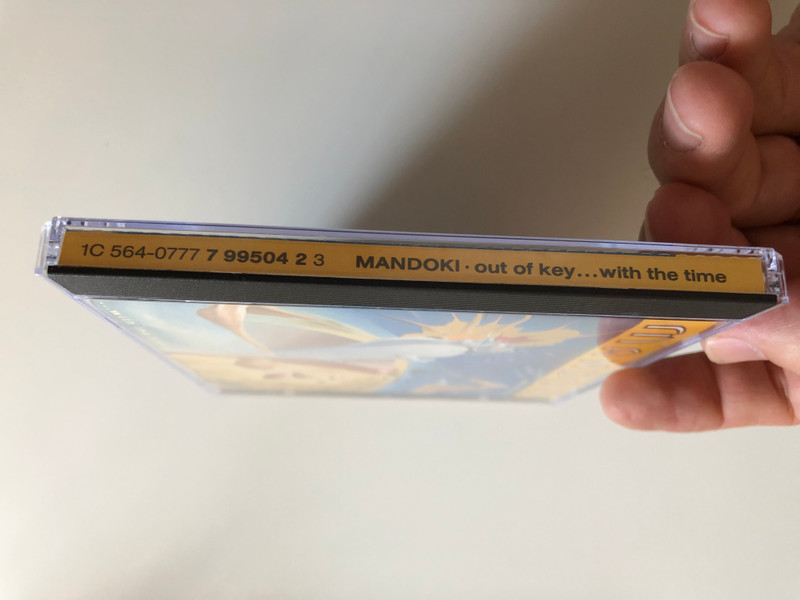 1C 564-0777 7 99504 2 3 MANDOKI · out of key...with the time